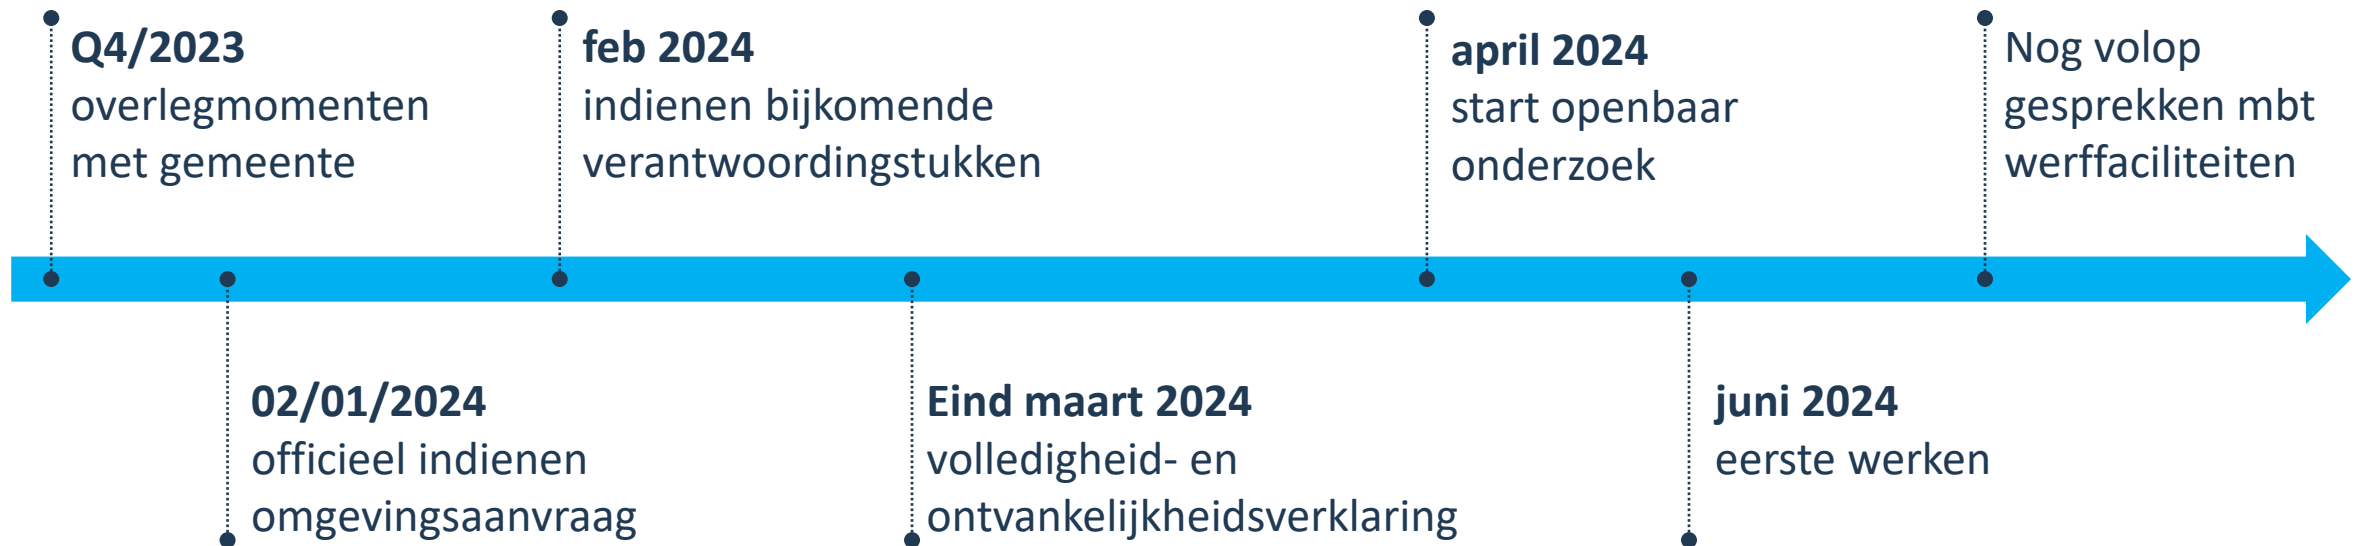 Q4/2023
overlegmomenten
met gemeente
02/01/2024
officieel indienen
omgevingsaanvraag
feb 2024
indienen bijkomende
verantwoordingstukken
Eind maart 2024
volledigheid- en
ontvankelijkheidsverklaring
april 2024
start openbaar
onderzoek
juni 2024
eerste werken
Nog volop
gesprekken mbt
werffaciliteiten